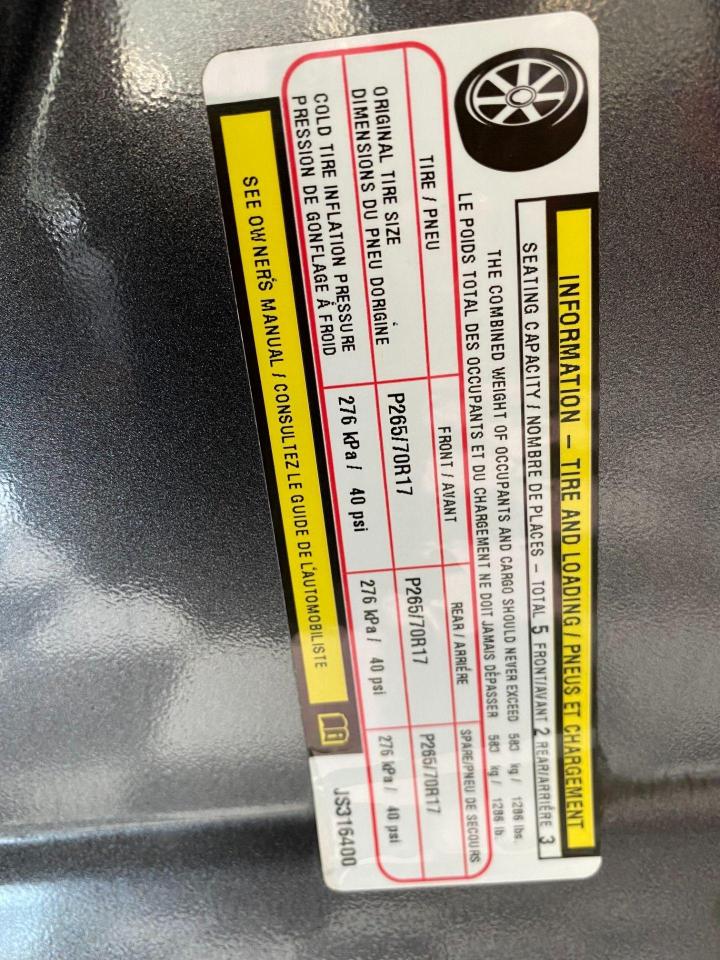 INFORMATION – TIRE AND LOADING / PNEUS ET CHARGEMENT
SEATING CAPACITY / NOMBRE DE PLACES – TOTAL 5 FRONT/AVANT 2 REAR/ARRIÈRE 3
THE COMBINED WEIGHT OF OCCUPANTS AND CARGO SHOULD NEVER EXCEED 583 kg / 1286 lbs.
LE POIDS TOTAL DES OCCUPANTS ET DU CHARGEMENT NE DOIT JAMAIS DÉPASSER 583 kg / 1286 lb.
TIRE / PNEU FRONT / AVANT REAR / ARRIÉRE SPARE/PNEU DE SECOURS
ORIGINAL TIRE SIZE
DIMENSIONS DU PNEU D'ORIGINE P265/70R17 P265/70R17 P265/70R17
COLD TIRE INFLATION PRESSURE
PRESSION DE GONFLAGE À FROID 276 kPa / 40 psi 276 kPa / 40 psi 276 kPa / 40 psi
SEE OWNER'S MANUAL / CONSULTEZ LE GUIDE DE L'AUTOMOBILISTE
JS316400